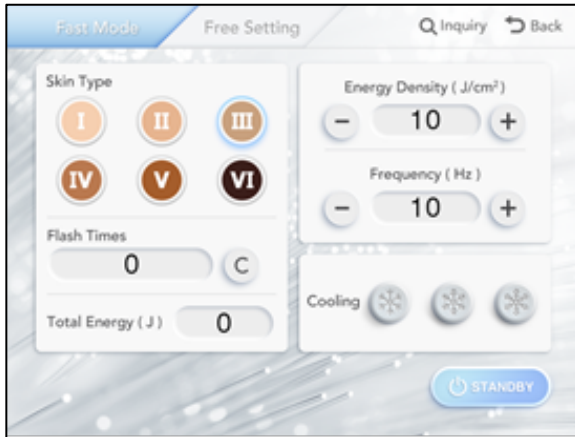 Fast Mode Free Setting Inquiry Back
Skin Type
I II III
IV V VI
Flash Times
0 C
Total Energy ( J ) 0
Energy Density ( J/cm² )
− 10 +
Frequency ( Hz )
− 10 +
Cooling
STANDBY